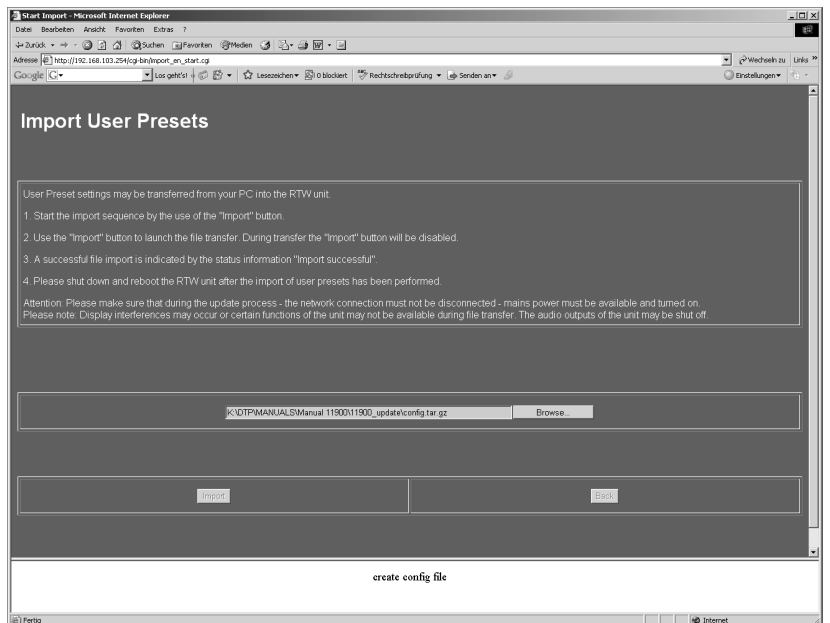 Start Import - Microsoft Internet Explorer
Datei Bearbeiten Ansicht Favoriten Extras ?
Zurück Suchen Favoriten Medien
Adresse http://192.168.103.254/cgi-bin/import_en_start.cgi Wechseln zu Links »
Google G Los geht's! Lesezeichen 0 blockiert Rechtschreibprüfung Senden an Einstellungen
Import User Presets
User Preset settings may be transferred from your PC into the RTW unit.
1. Start the import sequence by the use of the "Import" button.
2. Use the "Import" button to launch the file transfer. During transfer the "Import" button will be disabled.
3. A successful file import is indicated by the status information "Import successful".
4. Please shut down and reboot the RTW unit after the import of user presets has been performed.
Attention: Please make sure that during the update process - the network connection must not be disconnected - mains power must be available and turned on.
Please note: Display interferences may occur or certain functions of the unit may not be available during file transfer. The audio outputs of the unit may be shut off.
K:\DTP\MANUALS\Manual 11900\11900_update\config.tar.gz Browse...
Import Back
create config file
Fertig Internet